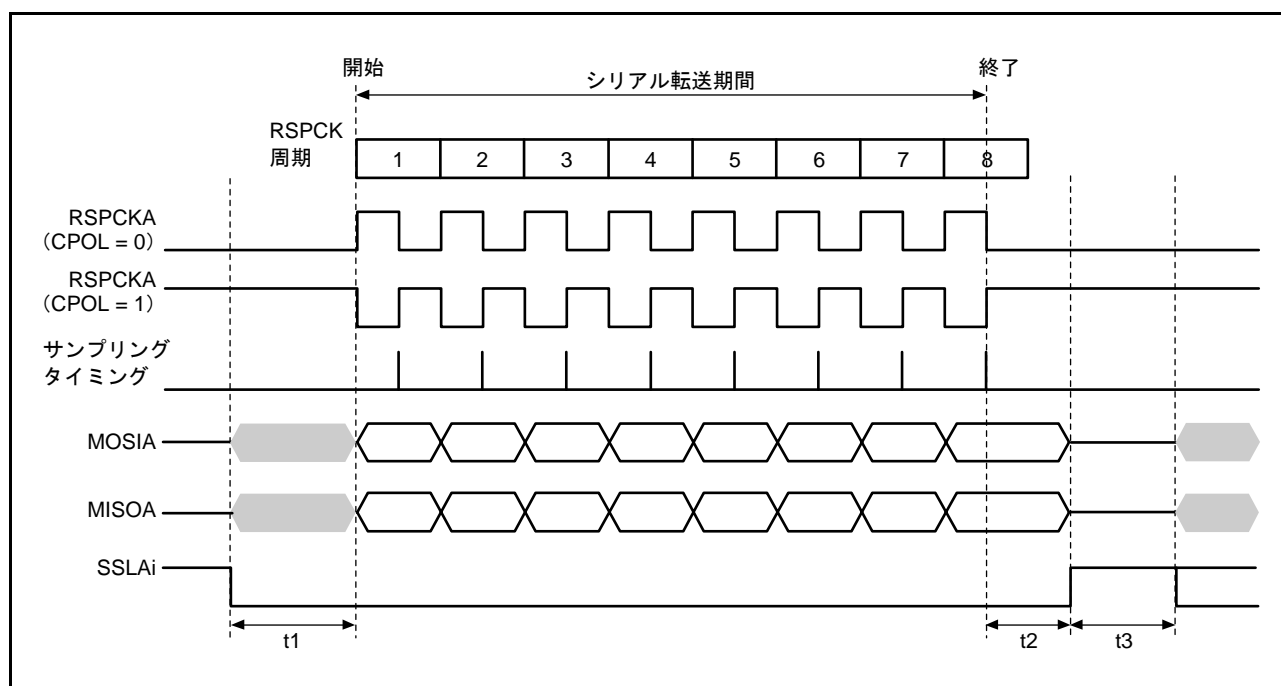 開始
終了
シリアル転送期間
RSPCK
周期
1 2 3 4 5 6 7 8
RSPCKA
(CPOL = 0)
RSPCKA
(CPOL = 1)
サンプリング
タイミング
MOSIA
MISOA
SSLAi
t1
t2
t3